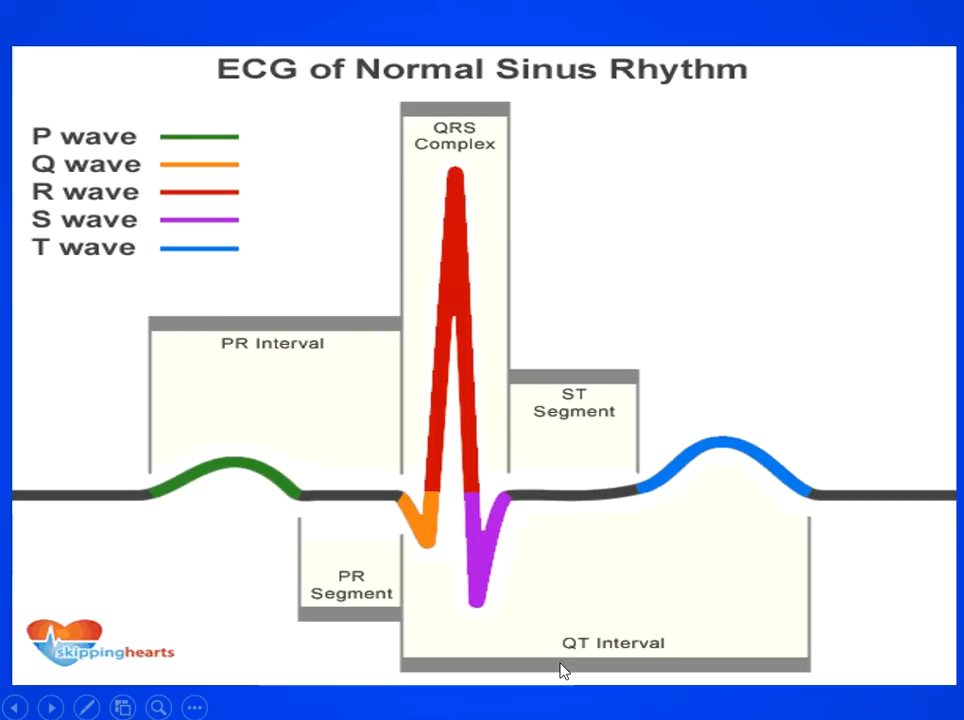 ECG of Normal Sinus Rhythm
P wave
Q wave
R wave
S wave
T wave
QRS
Complex
PR Interval
ST
Segment
PR
Segment
QT Interval
skippinghearts